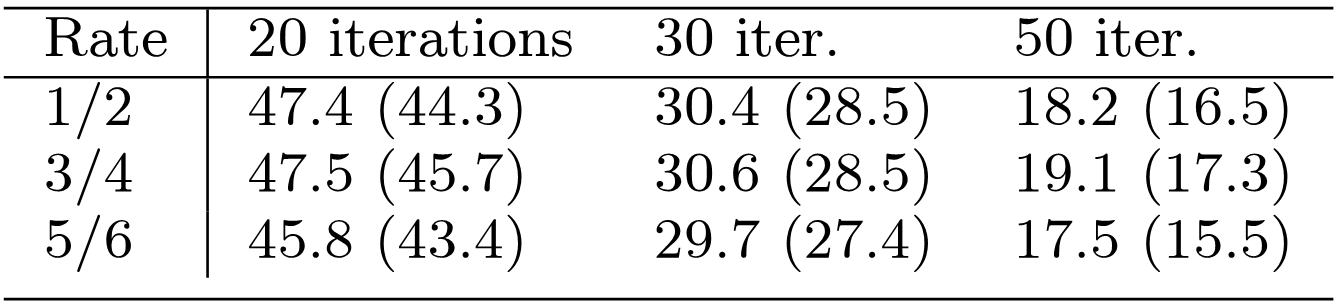 Rate 20 iterations 30 iter. 50 iter.
1/2 47.4 (44.3) 30.4 (28.5) 18.2 (16.5)
3/4 47.5 (45.7) 30.6 (28.5) 19.1 (17.3)
5/6 45.8 (43.4) 29.7 (27.4) 17.5 (15.5)